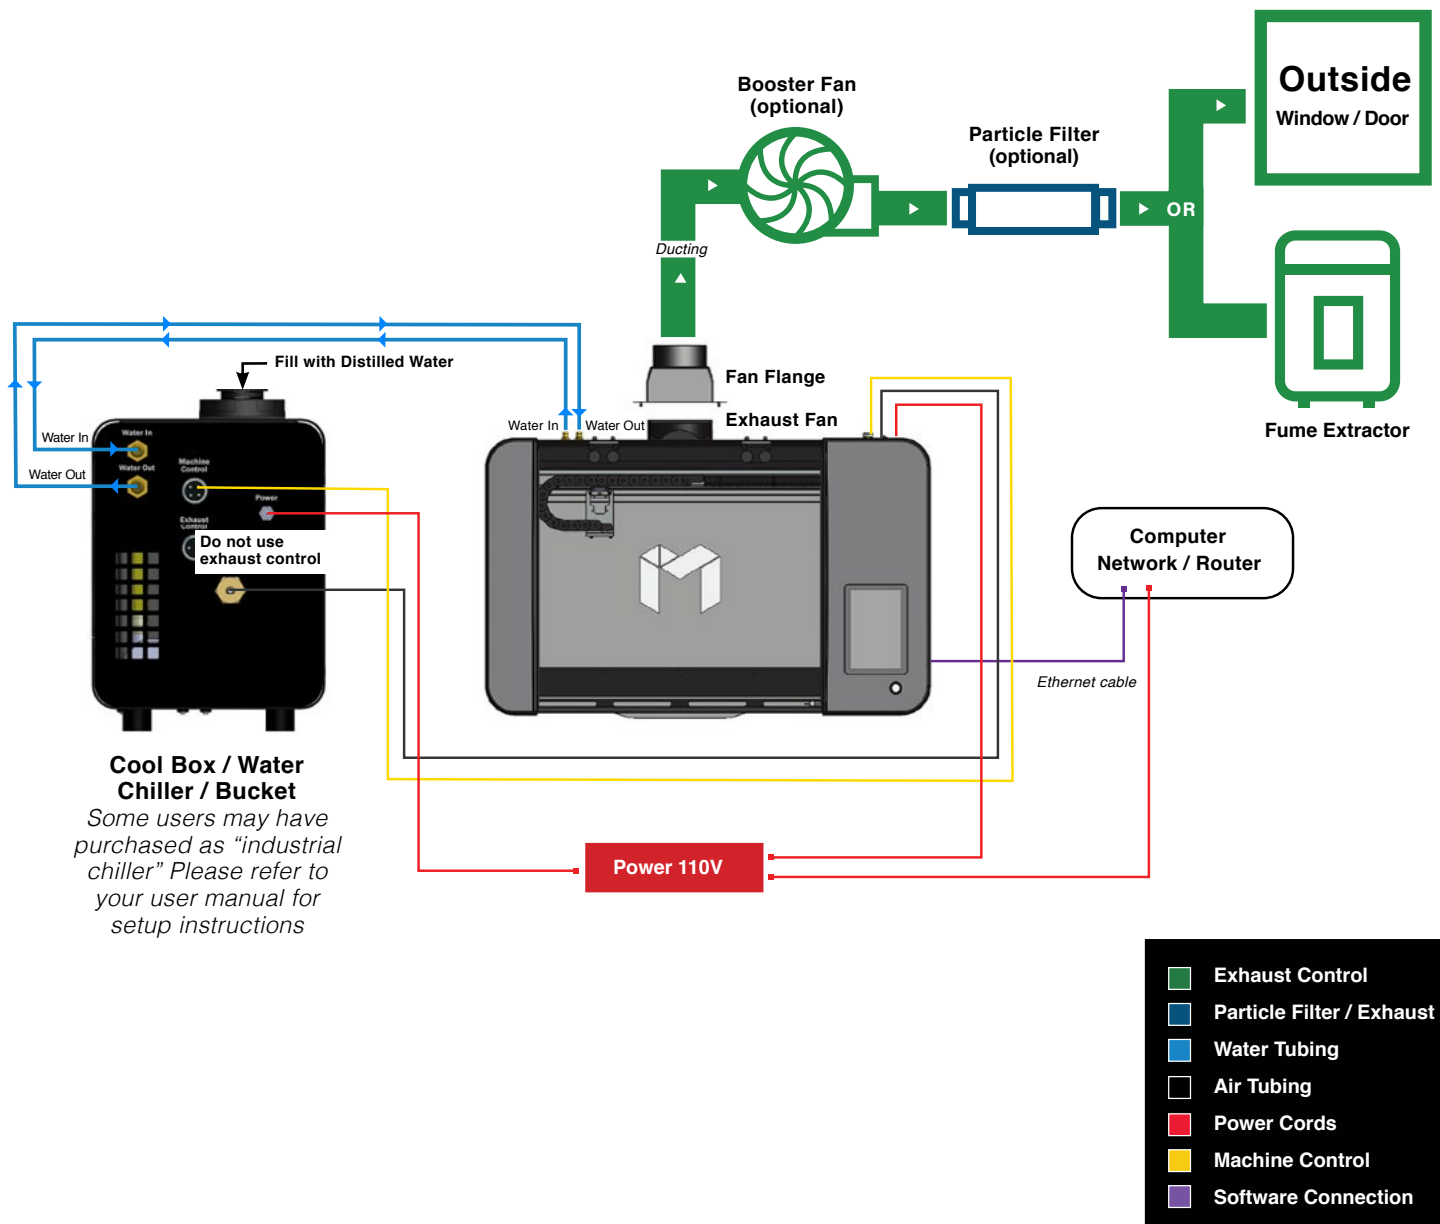 Outside
Window / Door
Booster Fan
(optional)
Particle Filter
(optional)
OR
Ducting
Fill with Distilled Water
Fan Flange
Exhaust Fan
Fume Extractor
Water In
Water Out
Water In
Water Out
Water In
Water Out
Machine
Control
Power
Exhaust
Control
Do not use
exhaust control
Computer
Network / Router
Ethernet cable
Cool Box / Water
Chiller / Bucket
Some users may have
purchased as “industrial
chiller” Please refer to
your user manual for
setup instructions
Power 110V
Exhaust Control
Particle Filter / Exhaust
Water Tubing
Air Tubing
Power Cords
Machine Control
Software Connection